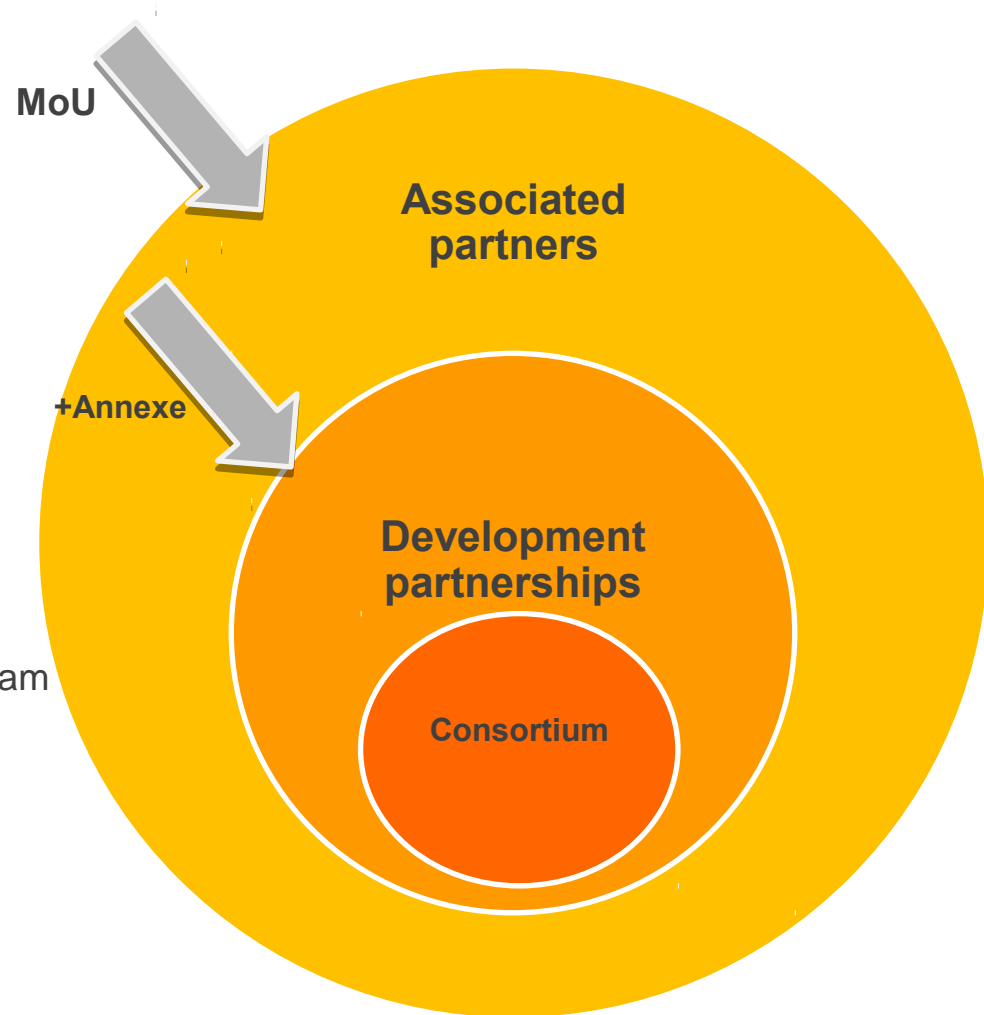 MoU
Associated
partners
+Annexe
Development
partnerships
am
Consortium